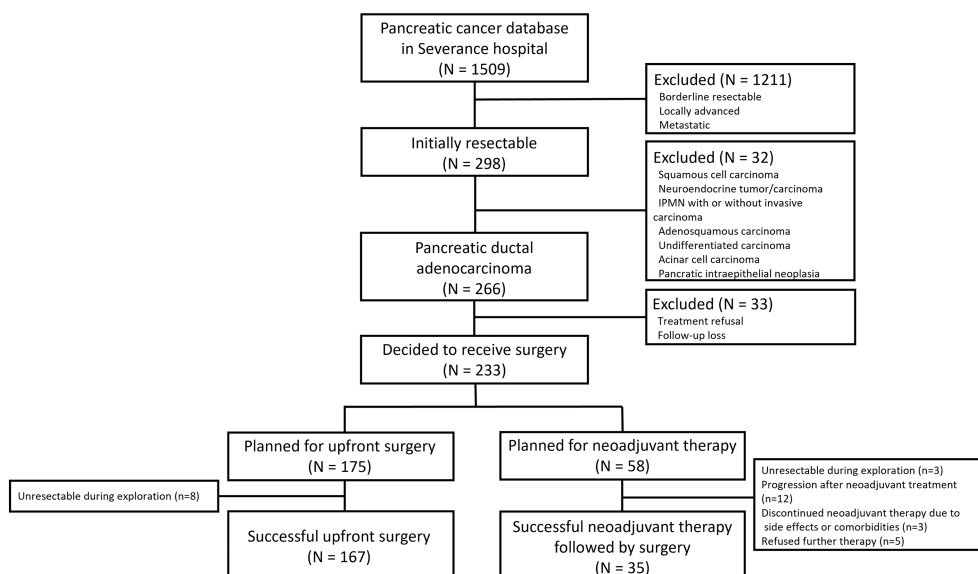 Pancreatic cancer database
in Severance hospital
(N = 1509)
Excluded (N = 1211)
Borderline resectable
Locally advanced
Metastatic
Initially resectable
(N = 298)
Excluded (N = 32)
Squamous cell carcinoma
Neuroendocrine tumor/carcinoma
IPMN with or without invasive
carcinoma
Adenosquamous carcinoma
Undifferentiated carcinoma
Acinar cell carcinoma
Pancratic intraepithelial neoplasia
Pancreatic ductal
adenocarcinoma
(N = 266)
Excluded (N = 33)
Treatment refusal
Follow-up loss
Decided to receive surgery
(N = 233)
Planned for upfront surgery
(N = 175)
Planned for neoadjuvant therapy
(N = 58)
Unresectable during exploration (n=8)
Unresectable during exploration (n=3)
Progression after neoadjuvant treatment
(n=12)
Discontinued neoadjuvant therapy due to
side effects or comorbidities (n=3)
Refused further therapy (n=5)
Successful upfront surgery
(N = 167)
Successful neoadjuvant therapy
followed by surgery
(N = 35)